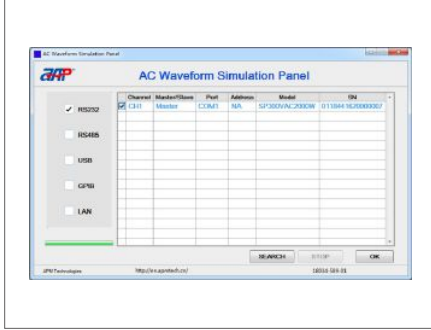 AC Waveform Simulation Panel
AC Waveform Simulation Panel
Channel Master/Slave Port Address Model SN
RS232
CH1 Master COM1 NA SP300VAC2000W
RS485
USB
GPIB
LAN
SEARCH STOP OK
APM Technologies